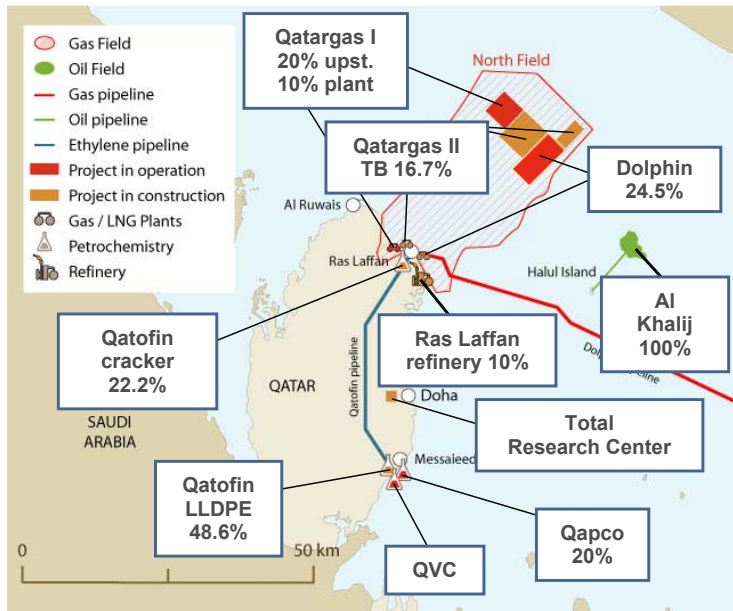 Gas Field
Oil Field
Gas pipeline
Oil pipeline
Ethylene pipeline
Project in operation
Project in construction
Gas / LNG Plants
Petrochemistry
Refinery
Qatargas I
20% upst.
10% plant
North Field
Qatargas II
TB 16.7%
Dolphin
24.5%
Al Ruwais
Ras Laffan
Halul Island
Al
Khalij
100%
Qatofin
cracker
22.2%
Ras Laffan
refinery 10%
QATAR
Qatofin pipeline
Doha
SAUDI
ARABIA
Total
Research Center
Messaieed
Qatofin
LLDPE
48.6%
Qapco
20%
QVC
0
50 km